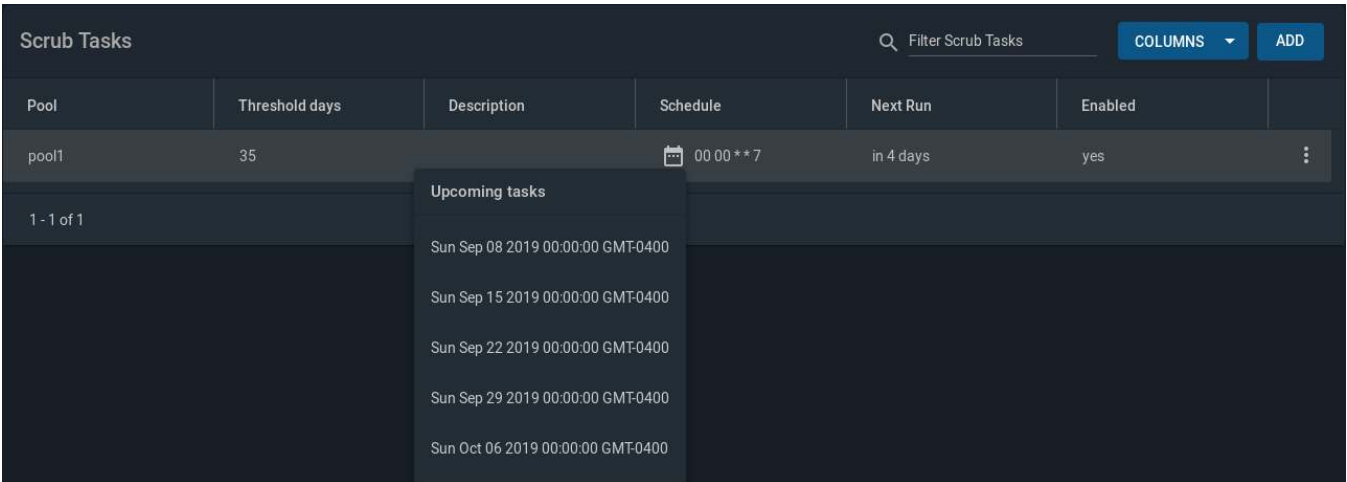 Scrub Tasks Filter Scrub Tasks COLUMNS ADD
Pool Threshold days Description Schedule Next Run Enabled
pool1 35 00 00 * * 7 in 4 days yes
Upcoming tasks
1 - 1 of 1
Sun Sep 08 2019 00:00:00 GMT-0400
Sun Sep 15 2019 00:00:00 GMT-0400
Sun Sep 22 2019 00:00:00 GMT-0400
Sun Sep 29 2019 00:00:00 GMT-0400
Sun Oct 06 2019 00:00:00 GMT-0400